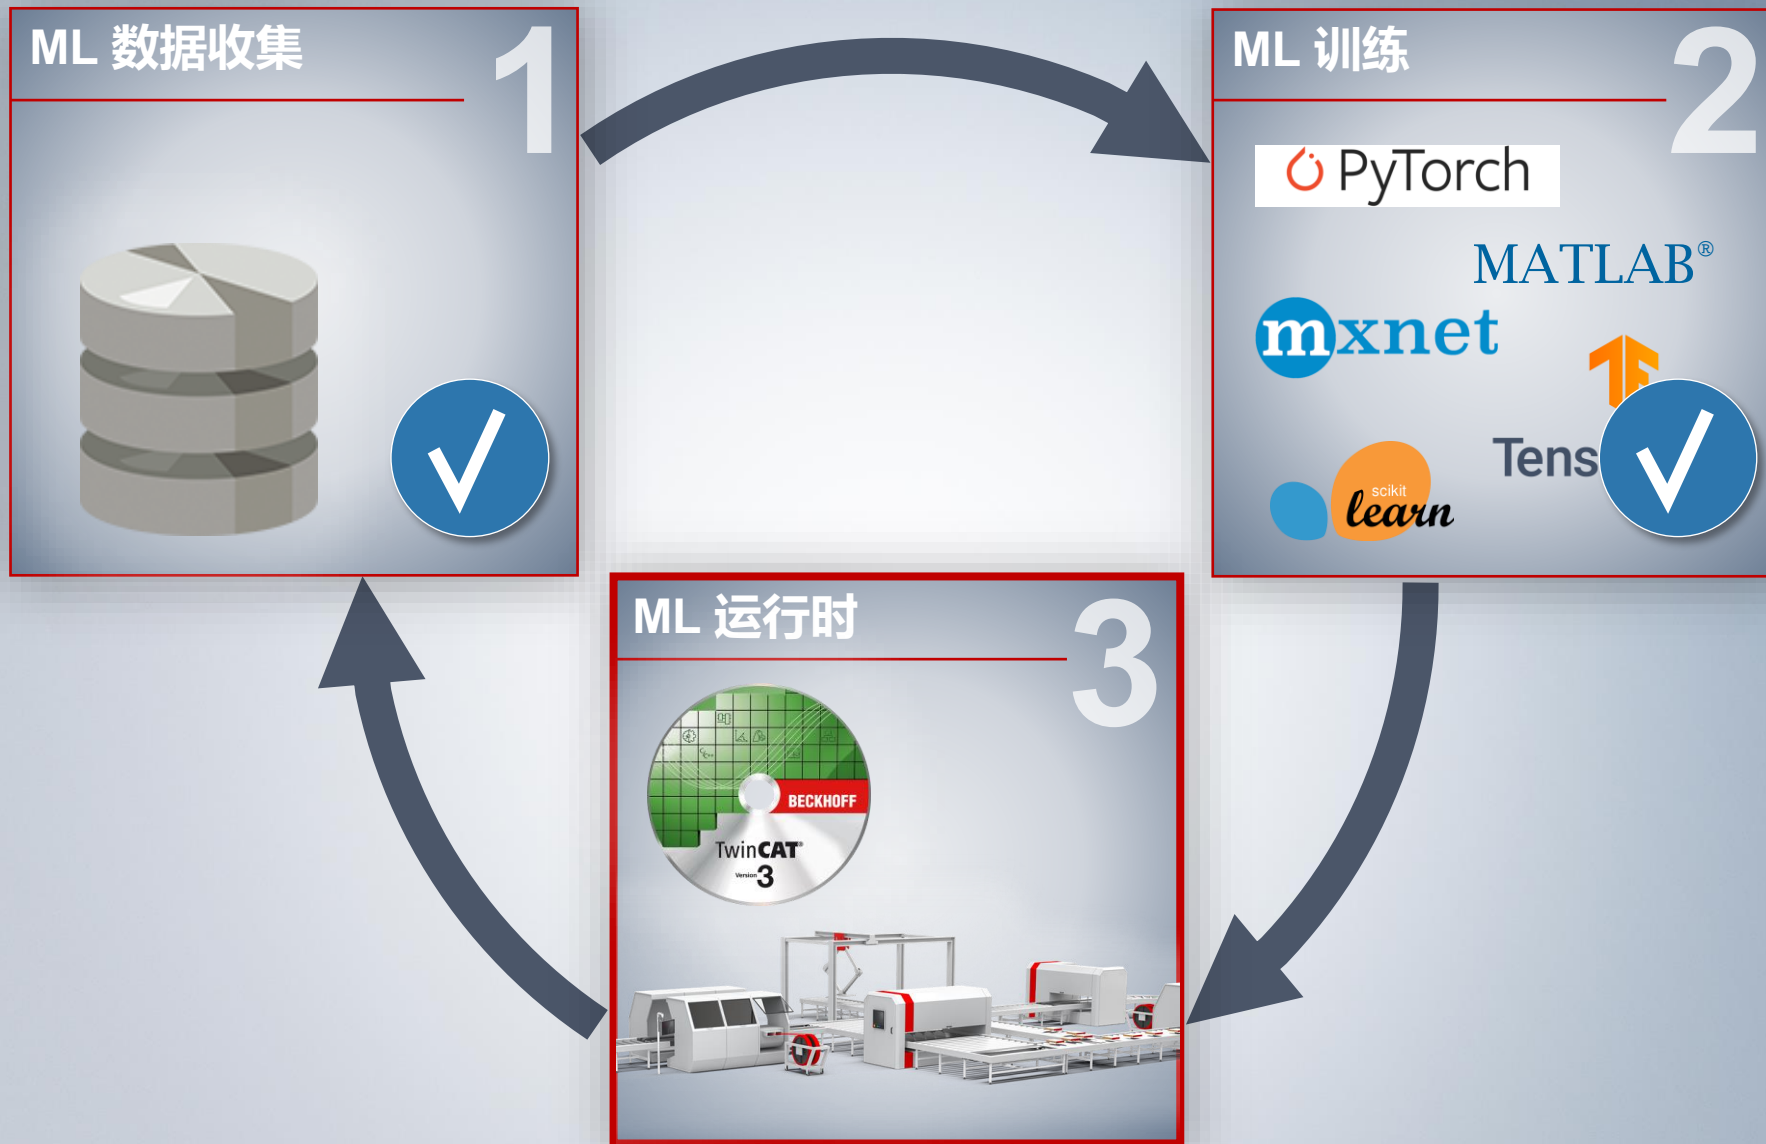 ML 数据收集
1
ML 训练
2
PyTorch
MATLAB®
mxnet
Tens
scikit
learn
ML 运行时
3
BECKHOFF
TwinCAT®
Version 3